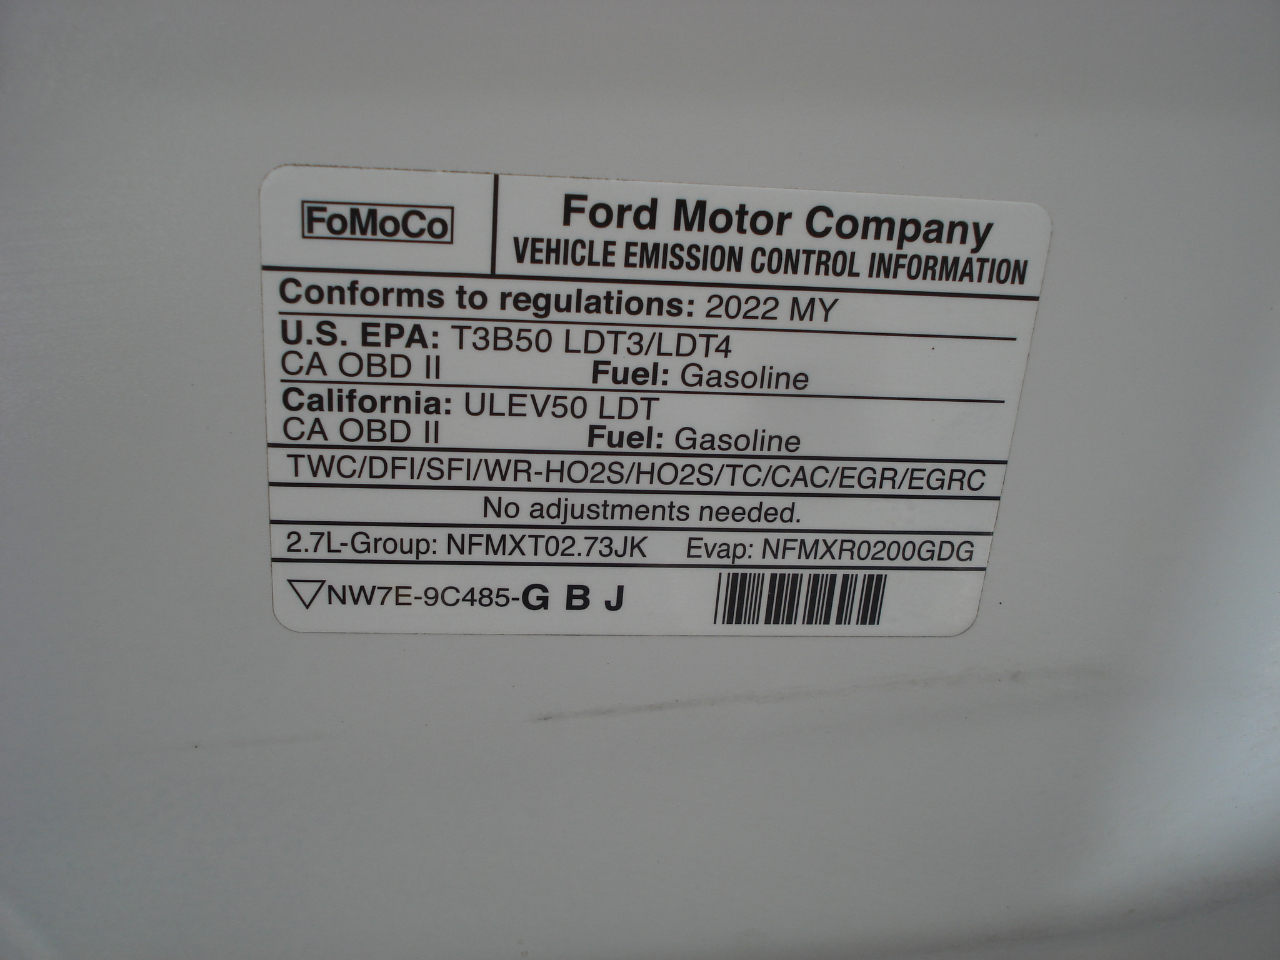 FoMoCo
Ford Motor Company
VEHICLE EMISSION CONTROL INFORMATION
Conforms to regulations: 2022 MY
U.S. EPA: T3B50 LDT3/LDT4
CA OBD II Fuel: Gasoline
California: ULEV50 LDT
CA OBD II Fuel: Gasoline
TWC/DFI/SFI/WR-HO2S/HO2S/TC/CAC/EGR/EGRC
No adjustments needed.
2.7L-Group: NFMXT02.73JK Evap: NFMXR0200GDG
NW7E-9C485-G B J